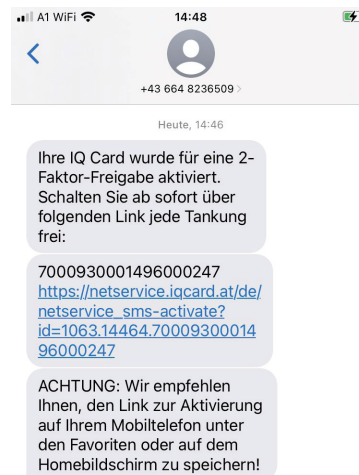 A1 WiFi 14:48
+43 664 8236509 >
Heute, 14:46
Ihre IQ Card wurde für eine 2-
Faktor-Freigabe aktiviert.
Schalten Sie ab sofort über
folgenden Link jede Tankung
frei:
7000930001496000247
https://netservice.iqcard.at/de/
netservice_sms-activate?
id=1063.14464.70009300014
96000247
ACHTUNG: Wir empfehlen
Ihnen, den Link zur Aktivierung
auf Ihrem Mobiltelefon unter
den Favoriten oder auf dem
Homebildschirm zu speichern!